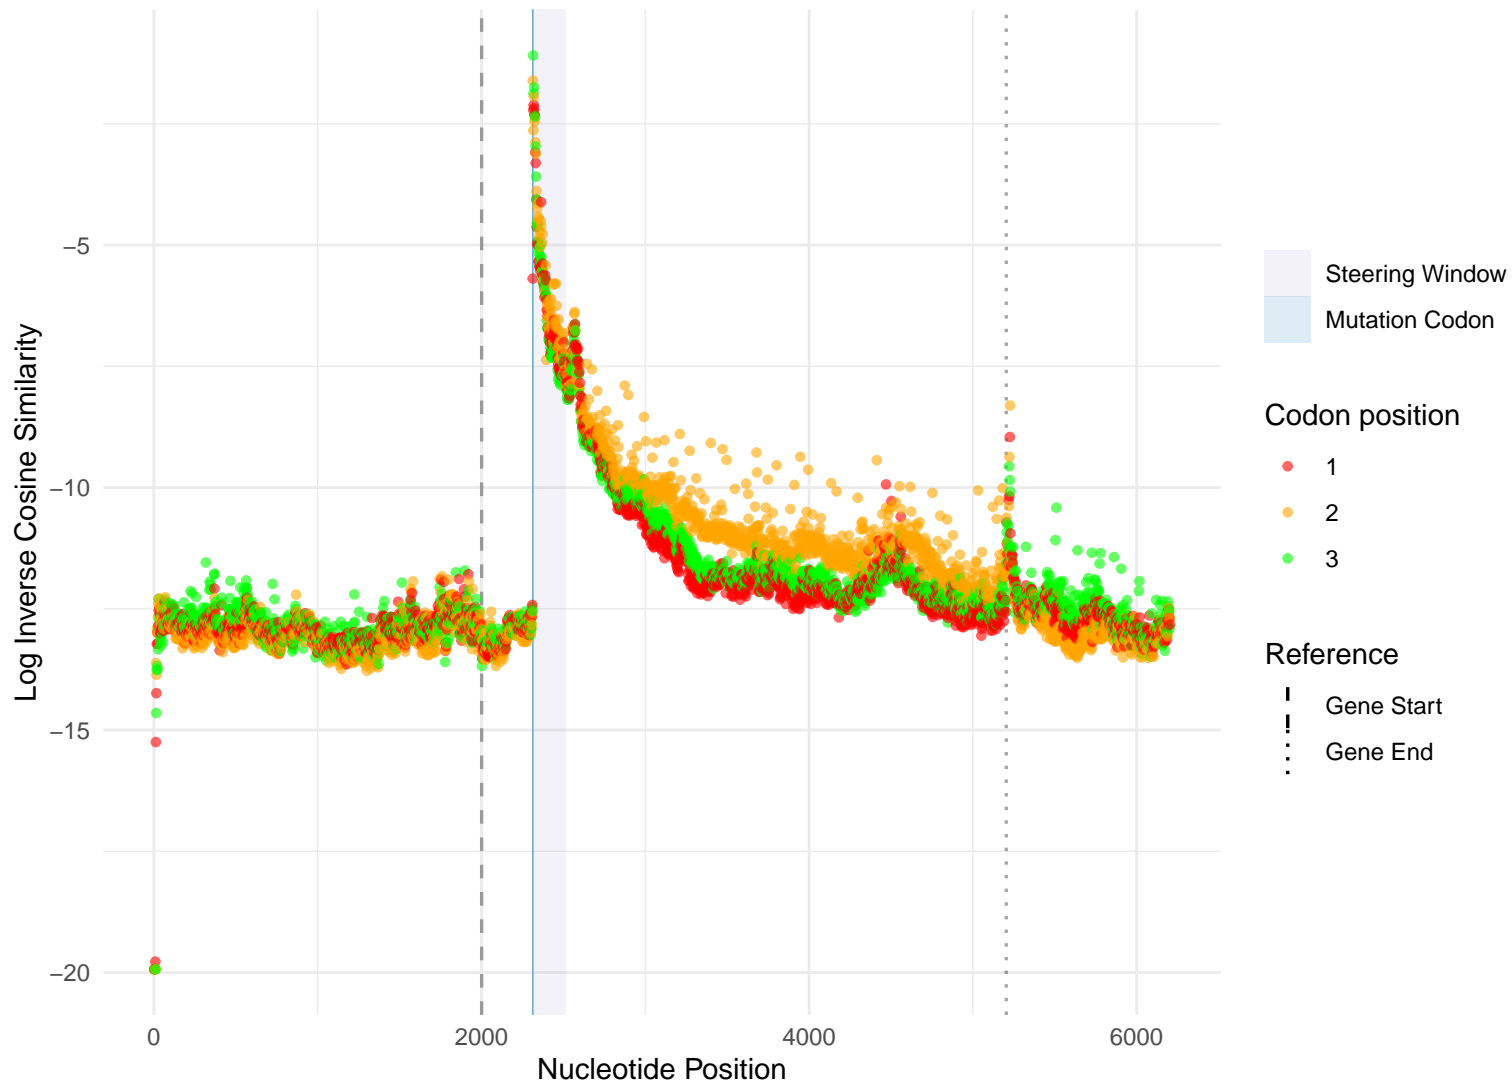 Log Inverse Cosine Similarity
−5
−10
−15
−20
0
2000
4000
6000
Nucleotide Position
Steering Window
Mutation Codon
Codon position
1
2
3
Reference
Gene Start
Gene End